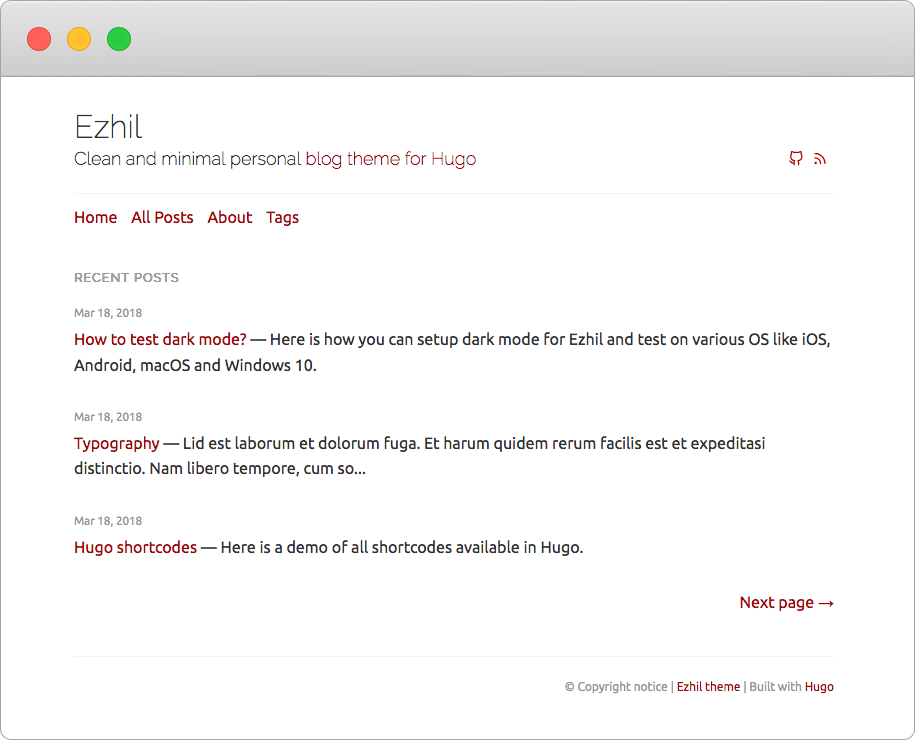 Ezhil
Clean and minimal personal blog theme for Hugo
Home All Posts About Tags
RECENT POSTS
Mar 18, 2018
How to test dark mode? — Here is how you can setup dark mode for Ezhil and test on various OS like iOS,
Android, macOS and Windows 10.
Mar 18, 2018
Typography — Lid est laborum et dolorum fuga. Et harum quidem rerum facilis est et expeditasi
distinctio. Nam libero tempore, cum so...
Mar 18, 2018
Hugo shortcodes — Here is a demo of all shortcodes available in Hugo.
Next page →
© Copyright notice | Ezhil theme | Built with Hugo